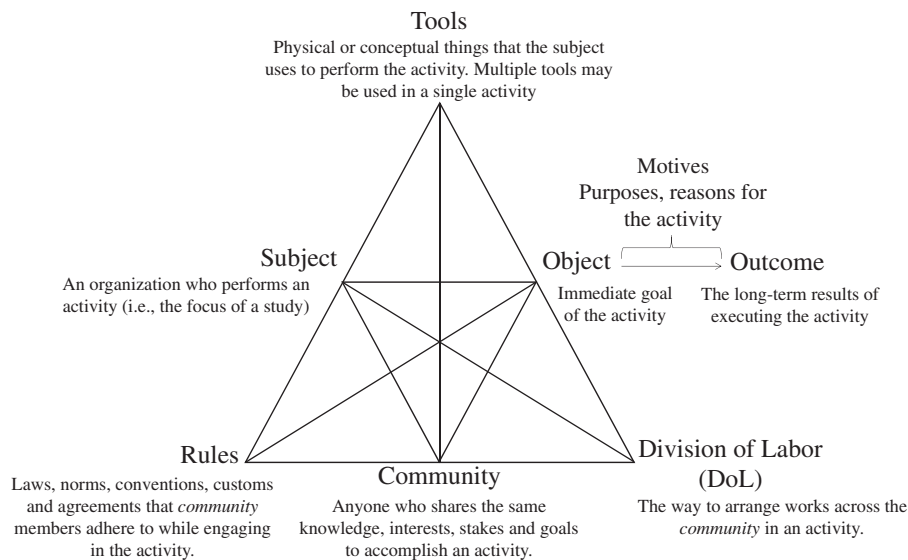 Tools
Physical or conceptual things that the subject
uses to perform the activity. Multiple tools may
be used in a single activity
Motives
Purposes, reasons for
the activity
Subject
An organization who performs an
activity (i.e., the focus of a study)
Object
Immediate goal
of the activity
Outcome
The long-term results of
executing the activity
Rules
Laws, norms, conventions, customs
and agreements that community
members adhere to while engaging
in the activity.
Community
Anyone who shares the same
knowledge, interests, stakes and goals
to accomplish an activity.
Division of Labor
(DoL)
The way to arrange works across the
community in an activity.